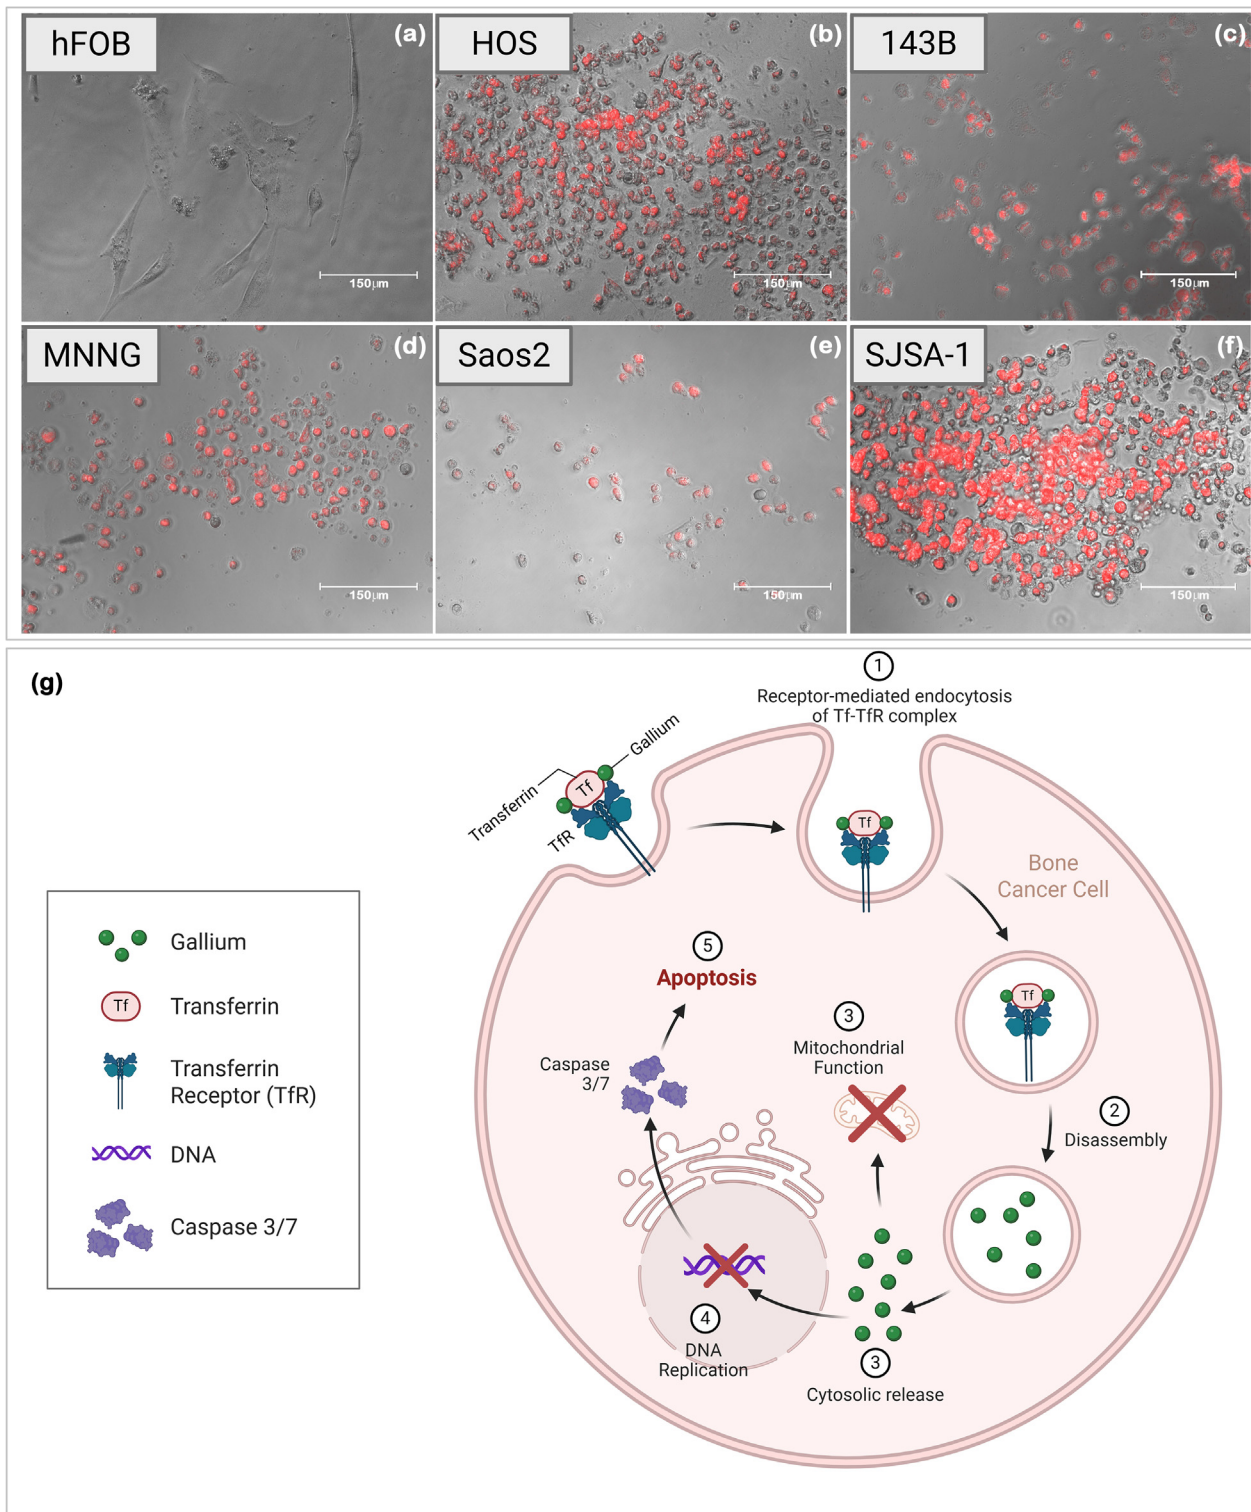 hFOB
(a)
HOS
(b)
143B
(c)
150μm
150μm
150μm
MNNG
(d)
Saos2
(e)
SJSA-1
(f)
150μm
150μm
150μm
(g)
1
Receptor-mediated endocytosis
of Tf-TfR complex
Gallium
Transferrin
Tf
TfR
Tf
Bone
Cancer Cell
Tf
5
Apoptosis
3
Mitochondrial
Function
Caspase
3/7
2
Disassembly
4
DNA
Replication
3
Cytosolic release
Gallium
Tf
Transferrin
Transferrin
Receptor (TfR)
DNA
Caspase 3/7